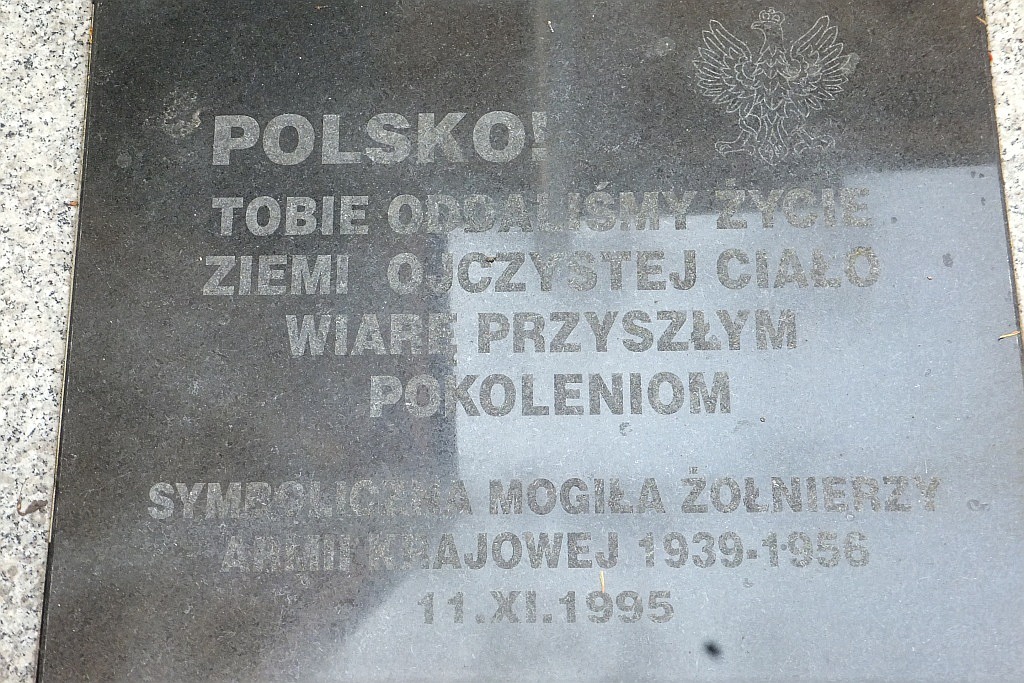 POLSKO!
TOBIE ODDALIŚMY ŻYCIE
ZIEMI OJCZYSTEJ CIAŁO
WIARĘ PRZYSZŁYM
POKOLENIOM
SYMBOLICZNA MOGIŁA ŻOŁNIERZY
ARMII KRAJOWEJ 1939-1956
11.XI.1995